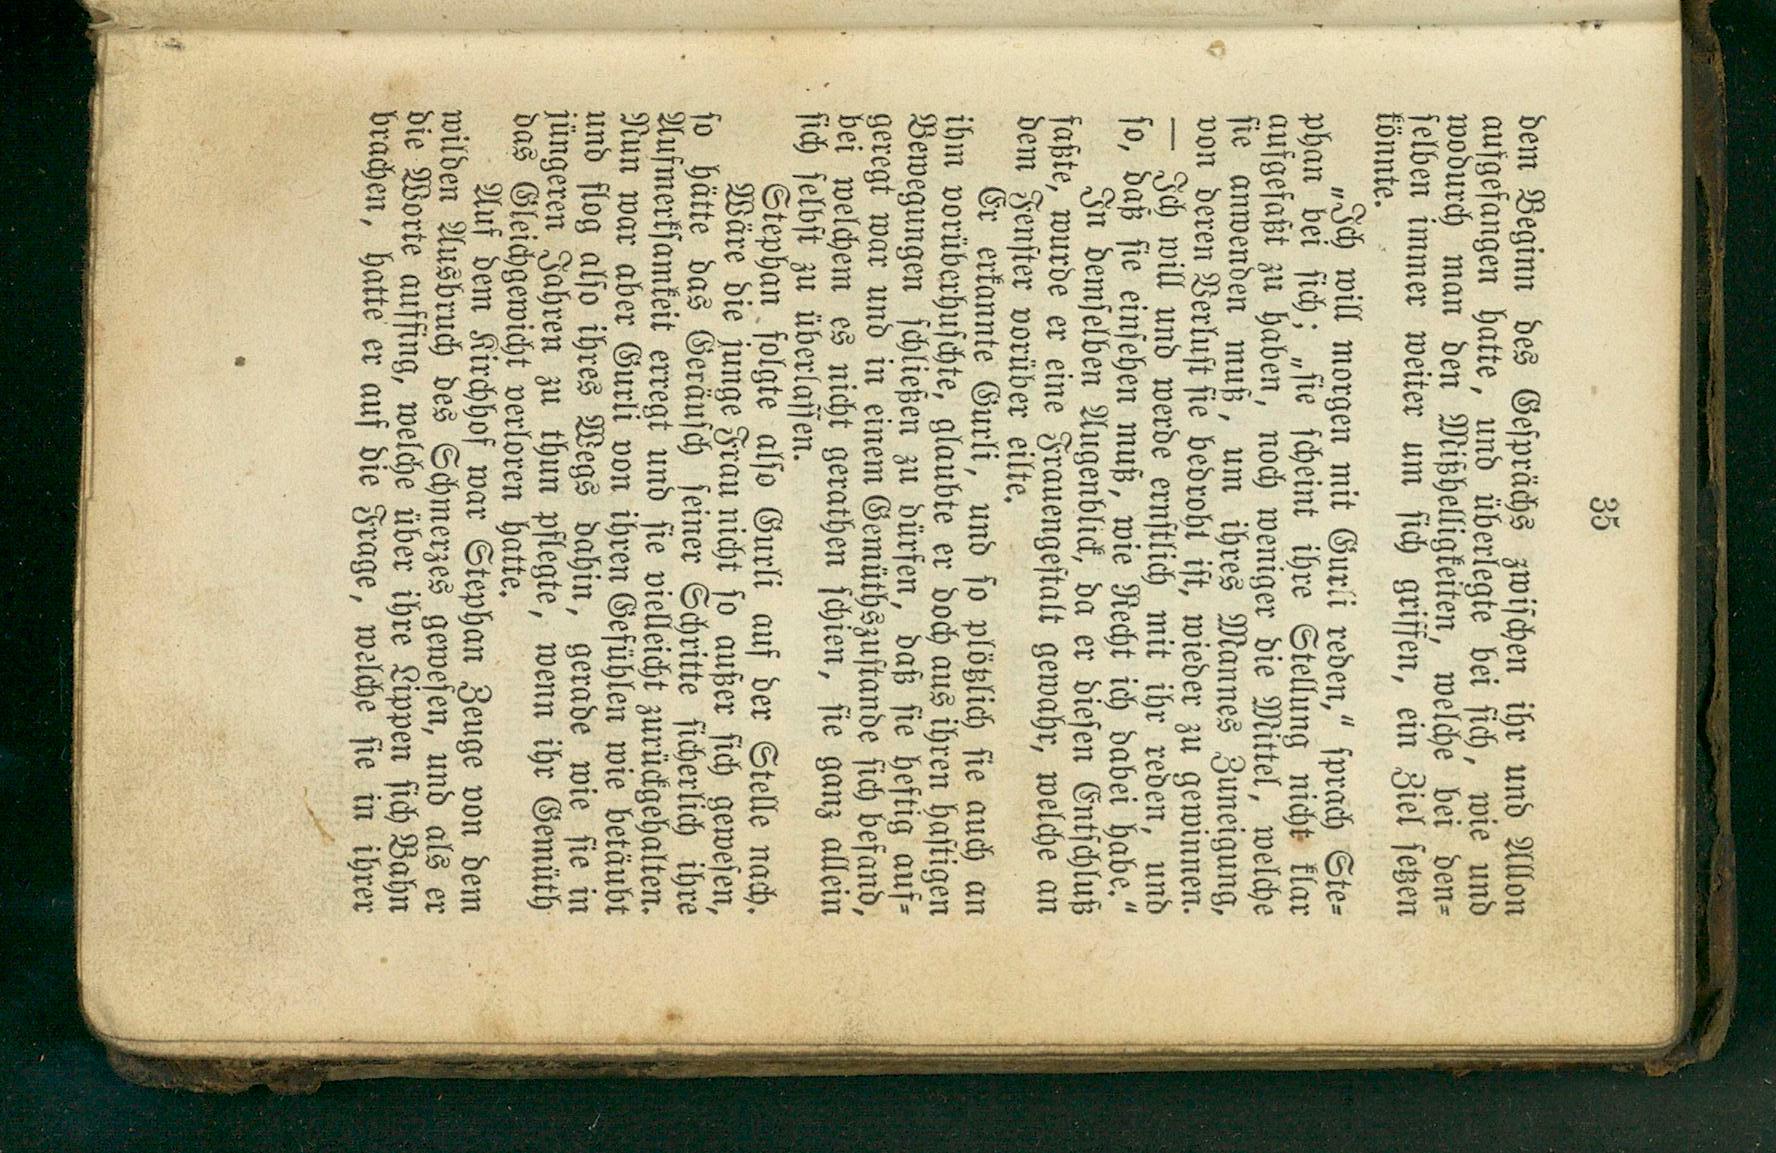 35
dem Beginn des Gesprächs zwischen ihr und Allon
aufgefangen hatte, und überlegte bei sich, wie und
wodurch man den Mißhelligkeiten, welche bei den-
selben immer weiter um sich griffen, ein Ziel setzen
könnte.
„Ich will morgen mit Gurli reden,“ sprach Ste-
phan bei sich; „sie scheint ihre Stellung nicht klar
aufgefaßt zu haben, noch weniger die Mittel, welche
sie anwenden muß, um ihres Mannes Zuneigung,
von deren Verlust sie bedroht ist, wieder zu gewinnen.
— Ich will und werde ernstlich mit ihr reden, und
so, daß sie einsehen muß, wie Recht ich dabei habe.“
In demselben Augenblick, da er diesen Entschluß
faßte, wurde er eine Frauengestalt gewahr, welche an
dem Fenster vorüber eilte.
Er erkannte Gurli, und so plötzlich sie auch an
ihm vorüberhuschte, glaubte er doch aus ihren hastigen
Bewegungen schließen zu dürfen, daß sie heftig auf-
geregt war und in einem Gemüthszustande sich befand,
bei welchem es nicht gerathen schien, sie ganz allein
sich selbst zu überlassen.
Stephan folgte also Gurli auf der Stelle nach.
Wäre die junge Frau nicht so außer sich gewesen,
so hätte das Geräusch seiner Schritte sicherlich ihre
Aufmerksamkeit erregt und sie vielleicht zurückgehalten.
Nun war aber Gurli von ihren Gefühlen wie betäubt
und flog also ihres Wegs dahin, gerade wie sie in
jüngeren Jahren zu thun pflegte, wenn ihr Gemüth
das Gleichgewicht verloren hatte.
Auf dem Kirchhof war Stephan Zeuge von dem
wilden Ausbruch des Schmerzes gewesen, und als er
die Worte auffing, welche über ihre Lippen sich Bahn
brachen, hatte er auf die Frage, welche sie in ihrer